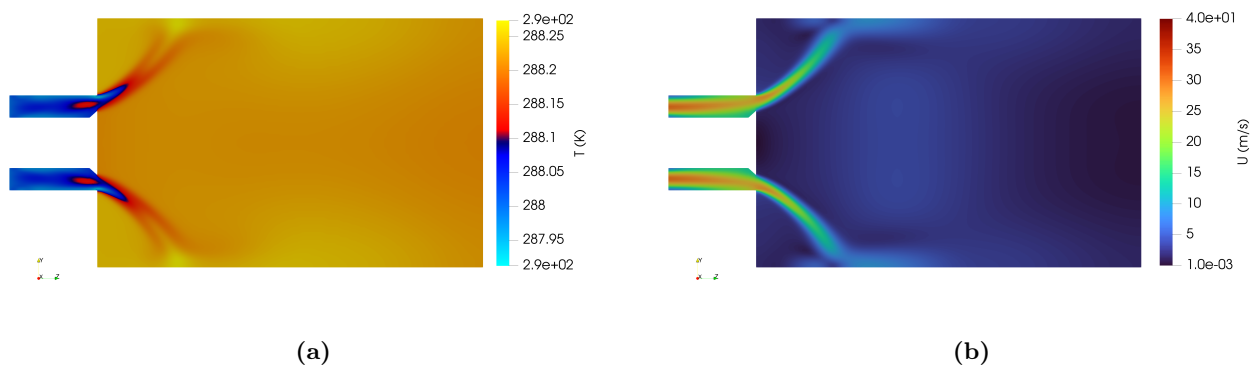 2.9e+02
288.25
288.2
288.15
288.1
288.05
288
287.95
2.9e+02
T (K)
Y
X Z
(a)
4.0e+01
35
30
25
20
15
10
5
1.0e-03
U (m/s)
Y
X Z
(b)